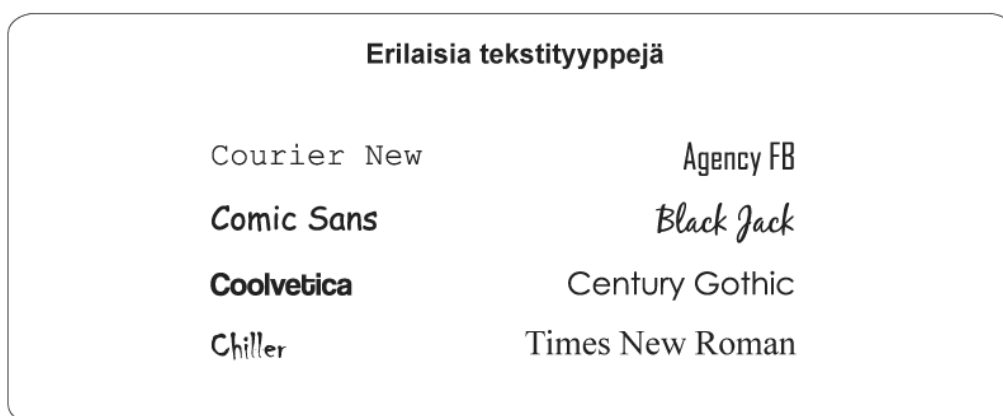 Erilaisia tekstityyppejä
Courier New Agency FB
Comic Sans Black Jack
Coolvetica Century Gothic
Chiller Times New Roman